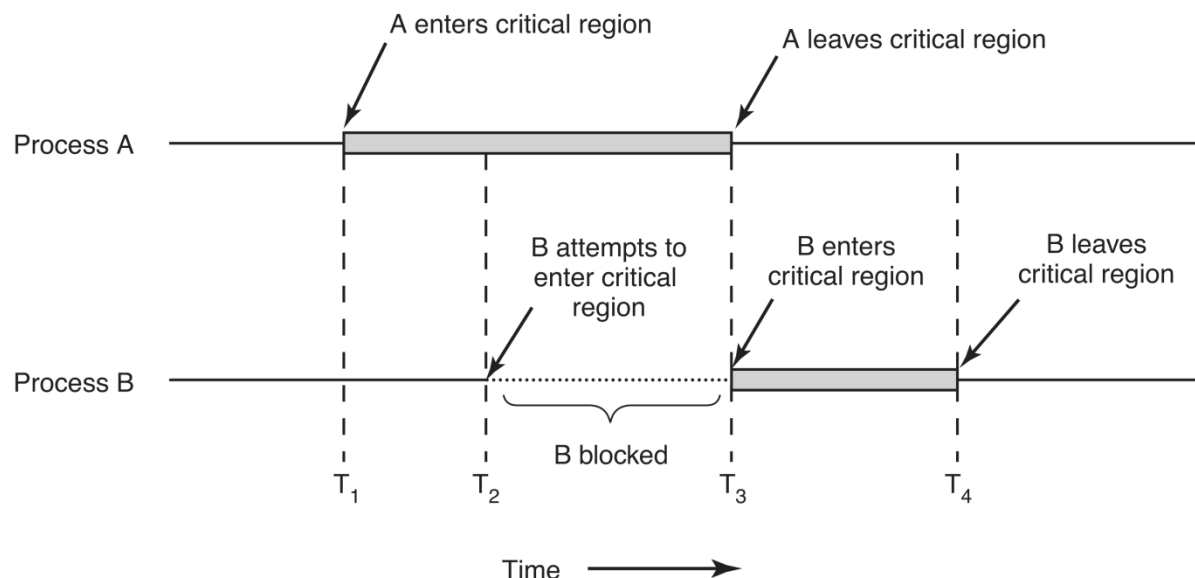 A enters critical region
A leaves critical region
Process A
B attempts to
enter critical
region
B enters
critical region
B leaves
critical region
Process B
B blocked
T1
T2
T3
T4
Time